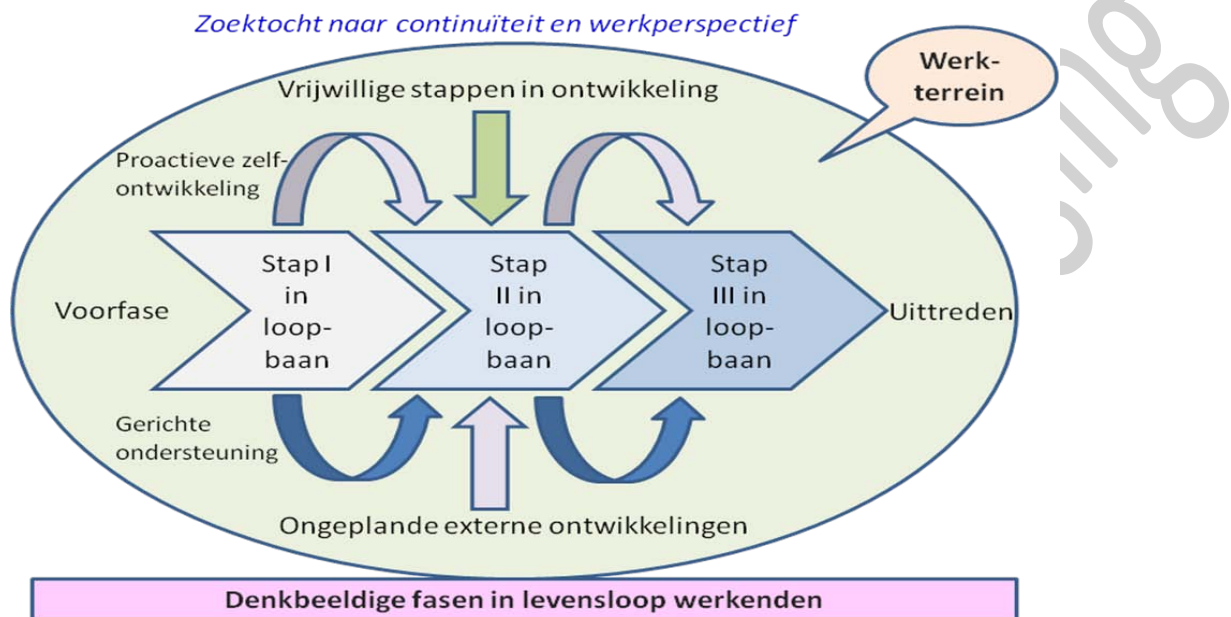 Zoektocht naar continuïteit en werkperspectief
Werk-
terrein
Vrijwillige stappen in ontwikkeling
Proactieve zelf-
ontwikkeling
Voorfase
Stap I
in
loop-
baan
Stap
II in
loop-
baan
Stap
III in
loop-
baan
Uittreden
Gerichte
ondersteuning
Ongeplande externe ontwikkelingen
Denkbeeldige fasen in levensloop werkenden